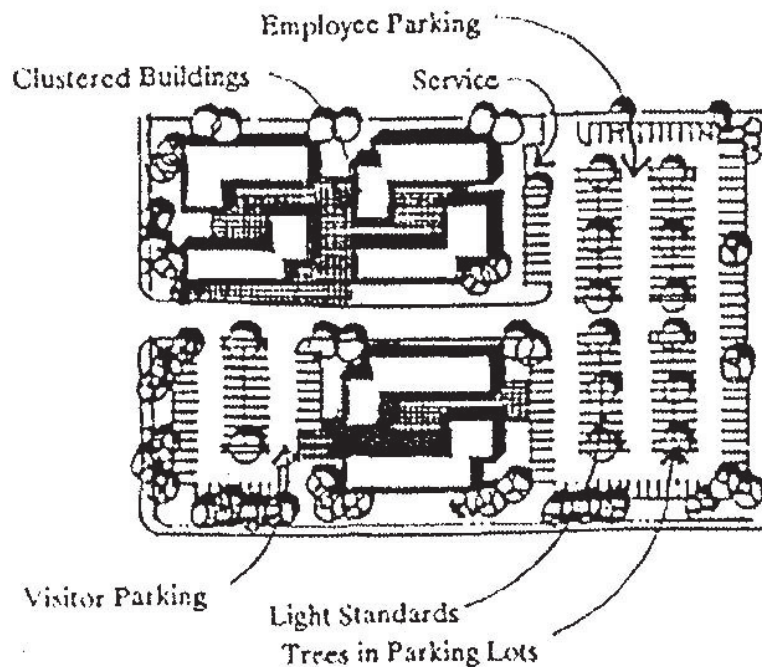 Employee Parking
Clustered Buildings
Service
Visitor Parking
Light Standards
Trees in Parking Lots